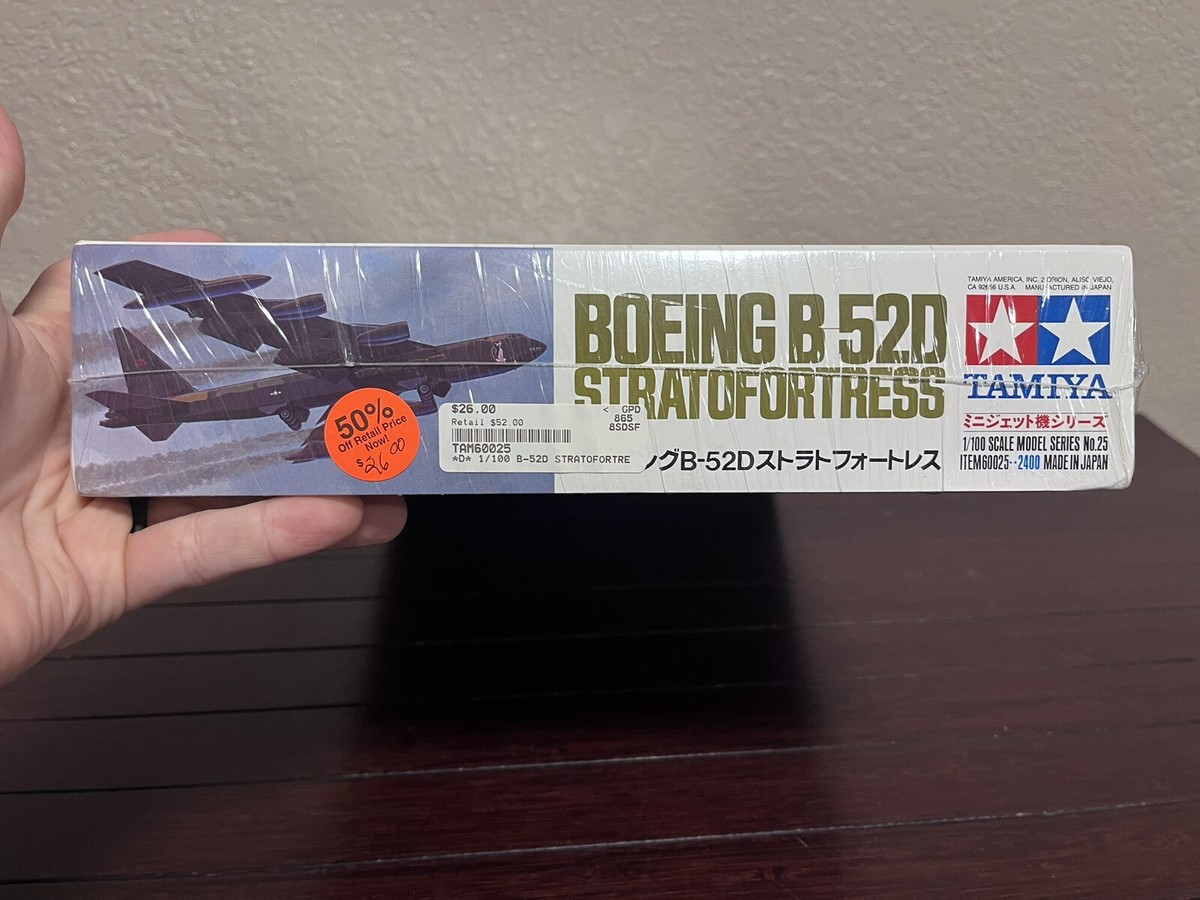 TAMIYA AMERICA, INC. 2 ORION, ALISO VIEJO,
CA 92656 U.S.A. MANUFACTURED IN JAPAN
BOEING B 52D
STRATOFORTRESS
TAMIYA
ミニジェット機シリーズ
1/100 SCALE MODEL SERIES No.25
ITEM60025··2400 MADE IN JAPAN
ングB-52Dストラトフォートレス
50%
Off Retail Price
Now!
$26.00
$26.00 < GPD
Retail $52.00 865
8SDSF
TAM60025
*D* 1/100 B-52D STRATOFORTRE